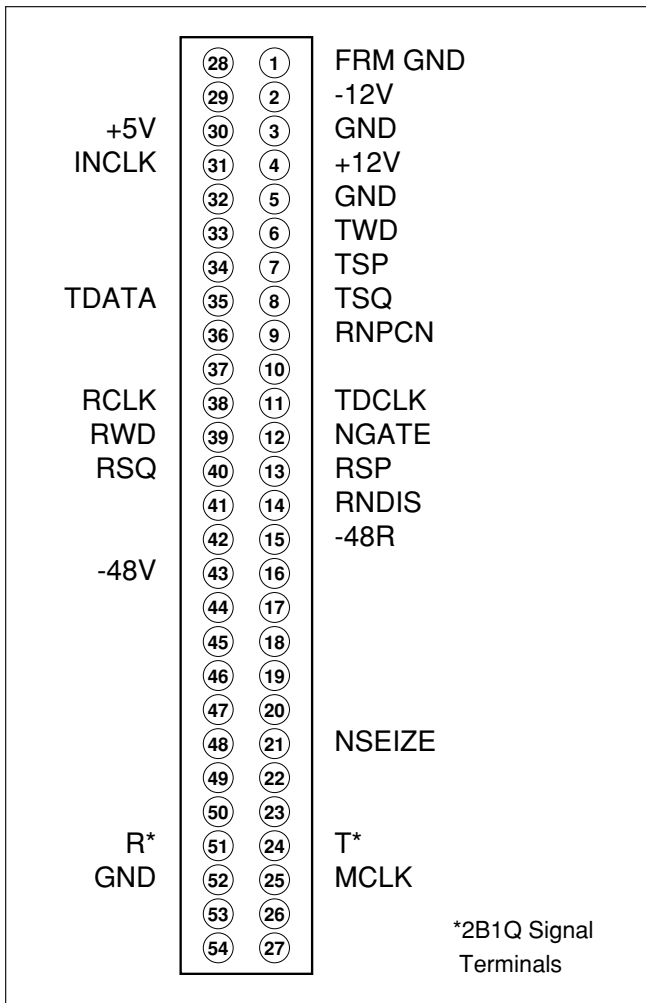 28 1 FRM GND
29 2 -12V
+5V 30 3 GND
INCLK 31 4 +12V
32 5 GND
33 6 TWD
34 7 TSP
TDATA 35 8 TSQ
36 9 RNPCN
37 10
RCLK 38 11 TDCLK
RWD 39 12 NGATE
RSQ 40 13 RSP
41 14 RNDIS
42 15 -48R
-48V 43 16
44 17
45 18
46 19
47 20
48 21 NSEIZE
49 22
50 23
R* 51 24 T*
GND 52 25 MCLK
53 26
54 27
*2B1Q Signal
Terminals